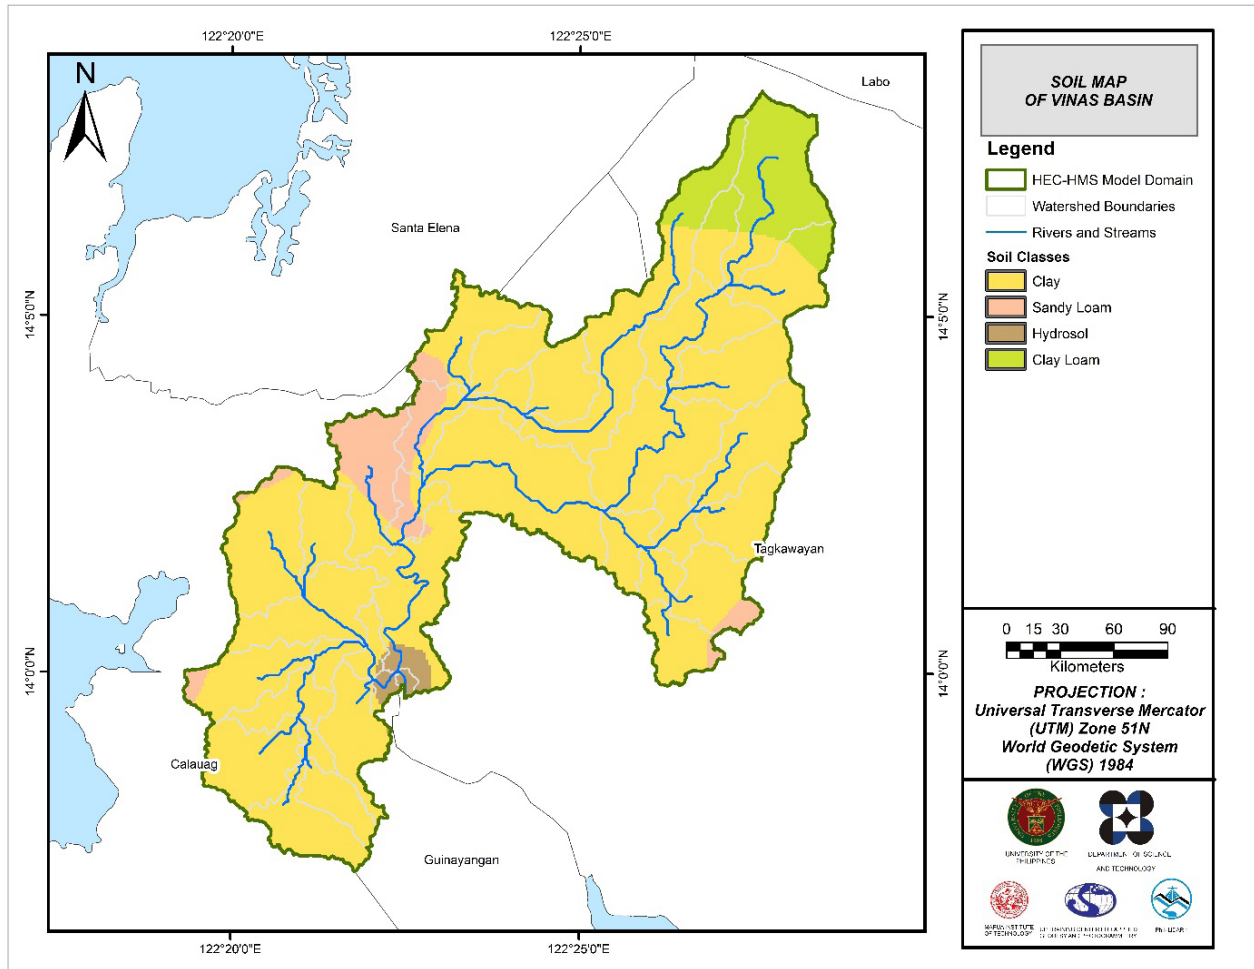 122°20'0"E
122°25'0"E
N
Labo
Santa Elena
14°5'0"N
14°5'0"N
Tagkawayan
14°0'0"N
14°0'0"N
Calauag
Guinayangan
122°20'0"E
122°25'0"E
SOIL MAP
OF VINAS BASIN
Legend
HEC-HMS Model Domain
Watershed Boundaries
Rivers and Streams
Soil Classes
Clay
Sandy Loam
Hydrosol
Clay Loam
0 15 30 60 90
Kilometers
PROJECTION :
Universal Transverse Mercator
(UTM) Zone 51N
World Geodetic System
(WGS) 1984
UNIVERSITY OF THE
PHILIPPINES
DEPARTMENT OF SCIENCE
AND TECHNOLOGY
INSTITUTE
OF TECHNOLOGY